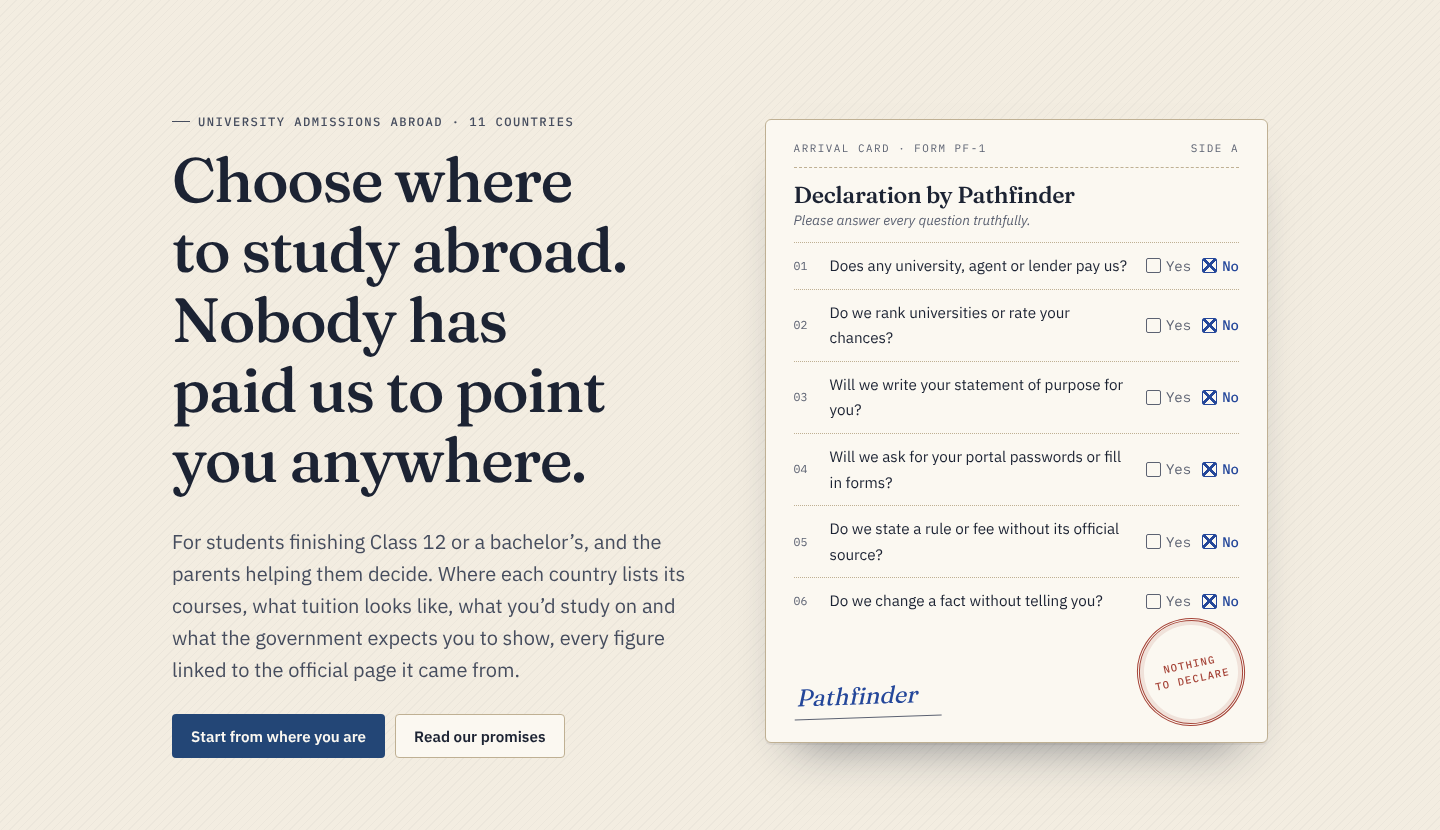 UNIVERSITY ADMISSIONS ABROAD · 11 COUNTRIES
Choose where
to study abroad.
Nobody has
paid us to point
you anywhere.
For students finishing Class 12 or a bachelor’s, and the
parents helping them decide. Where each country lists its
courses, what tuition looks like, what you’d study on and
what the government expects you to show, every figure
linked to the official page it came from.
Start from where you are
Read our promises
ARRIVAL CARD · FORM PF-1
SIDE A
Declaration by Pathfinder
Please answer every question truthfully.
01 Does any university, agent or lender pay us? Yes No
02 Do we rank universities or rate your
chances? Yes No
03 Will we write your statement of purpose for
you? Yes No
04 Will we ask for your portal passwords or fill
in forms? Yes No
05 Do we state a rule or fee without its official
source? Yes No
06 Do we change a fact without telling you? Yes No
Pathfinder
NOTHING
TO DECLARE